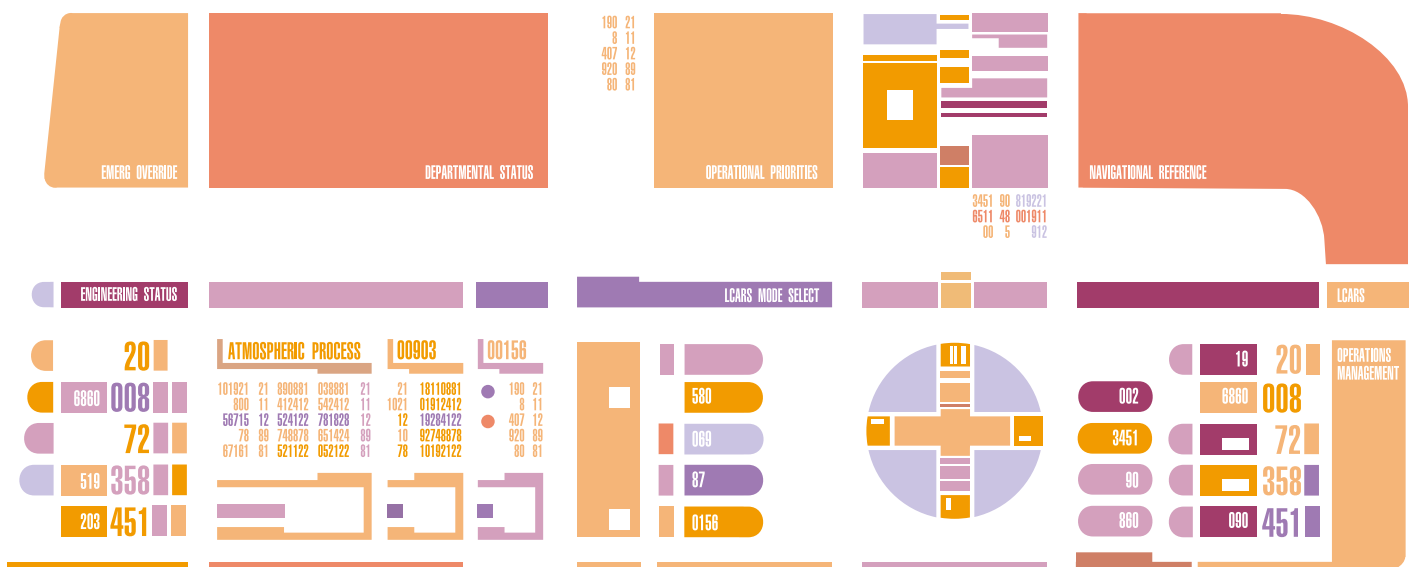 190 21
8 11
407 12
920 89
80 81
EMERG OVERRIDE
DEPARTMENTAL STATUS
OPERATIONAL PRIORITIES
NAVIGATIONAL REFERENCE
3451 90 819221
6511 48 001911
00 5 912
ENGINEERING STATUS
LCARS MODE SELECT
LCARS
20
6860 008
72
519 358
203 451
ATMOSPHERIC PROCESS
101921 21 890881 038881 21
800 11 412412 542412 11
56715 12 524122 781828 12
78 89 748878 651424 89
67181 81 521122 052122 81
00903
21 18110881
1021 01912412
12 19284122
10 92748878
78 10192122
00156
190 21
8 11
407 12
920 89
80 81
580
069
87
0156
002
3451
90
860
19 20
6860 008
72
358
090 451
OPERATIONS
MANAGEMENT